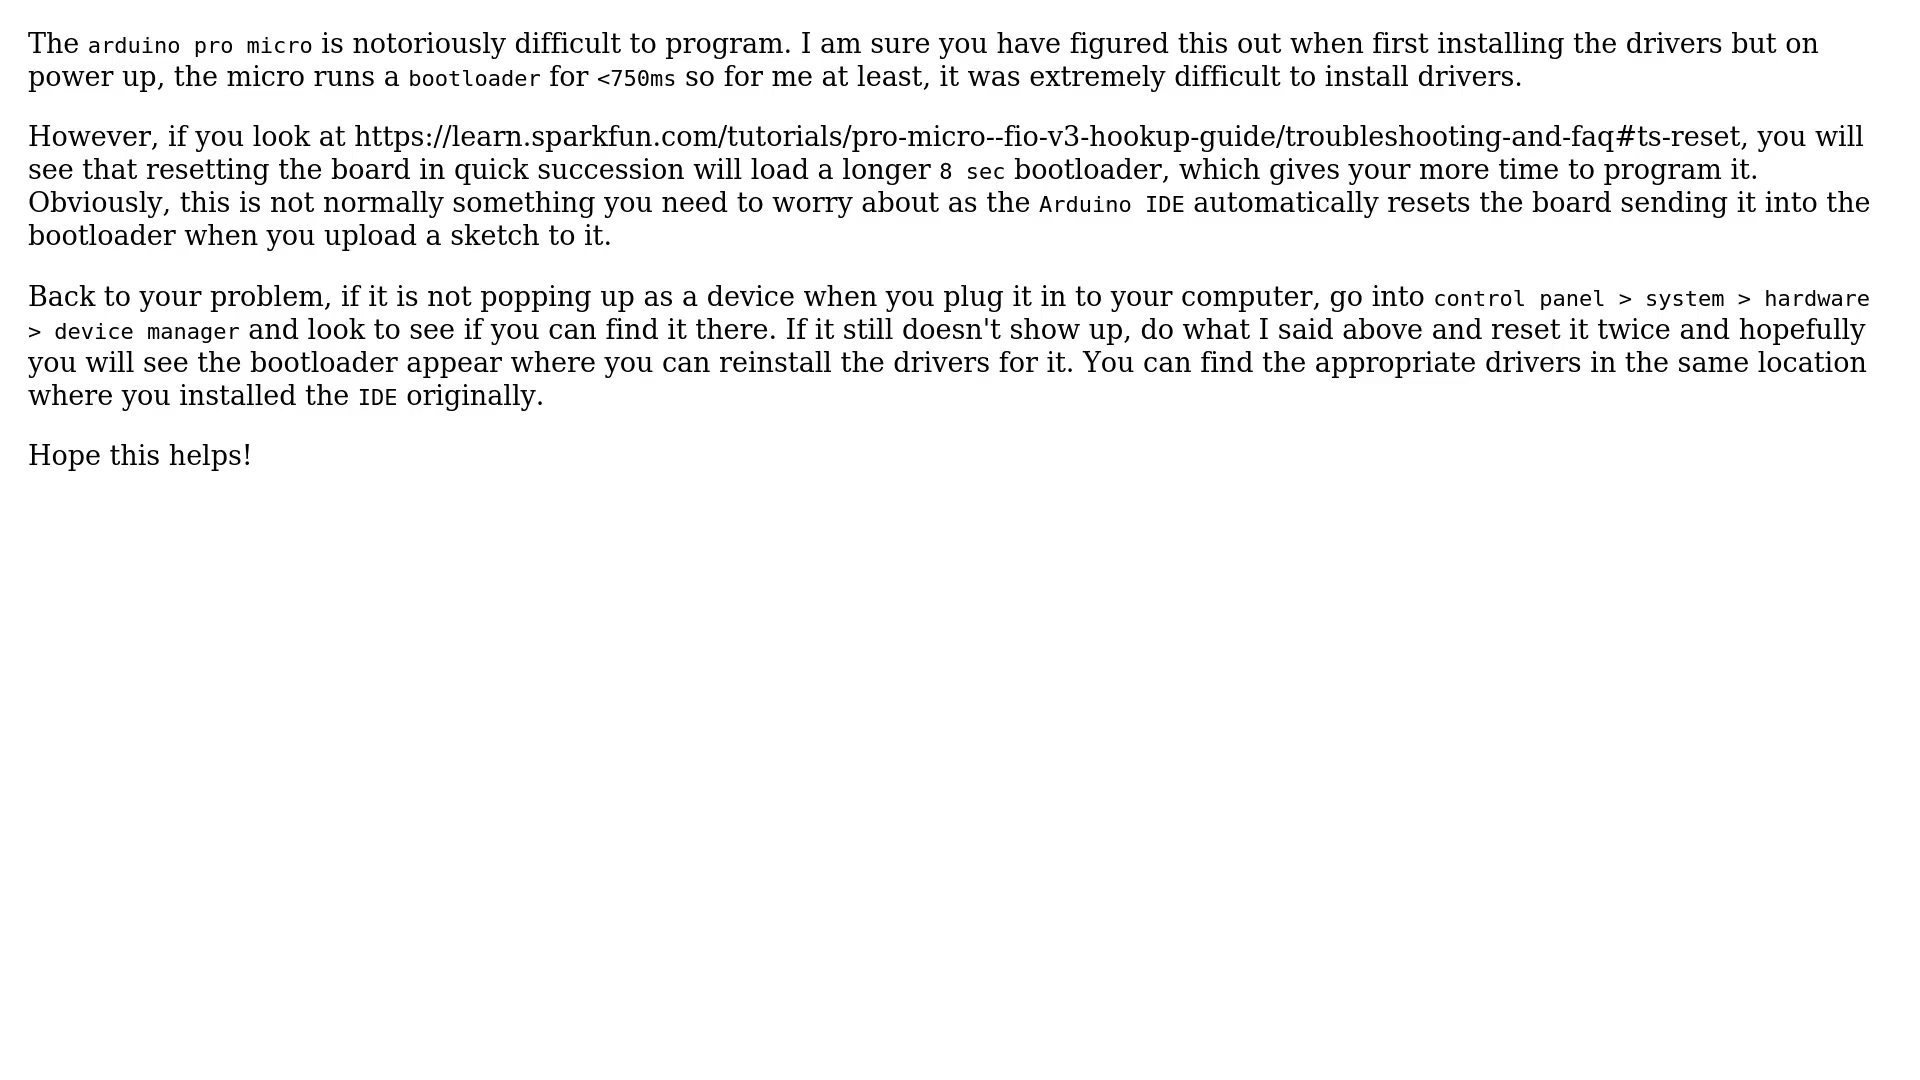 The arduino pro micro is notoriously difficult to program. I am sure you have figured this out when first installing the drivers but on
power up, the micro runs a bootloader for <750ms so for me at least, it was extremely difficult to install drivers.
However, if you look at https://learn.sparkfun.com/tutorials/pro-micro--fio-v3-hookup-guide/troubleshooting-and-faq#ts-reset, you will
see that resetting the board in quick succession will load a longer 8 sec bootloader, which gives your more time to program it.
Obviously, this is not normally something you need to worry about as the Arduino IDE automatically resets the board sending it into the
bootloader when you upload a sketch to it.
Back to your problem, if it is not popping up as a device when you plug it in to your computer, go into control panel > system > hardware
> device manager and look to see if you can find it there. If it still doesn't show up, do what I said above and reset it twice and hopefully
you will see the bootloader appear where you can reinstall the drivers for it. You can find the appropriate drivers in the same location
where you installed the IDE originally.
Hope this helps!